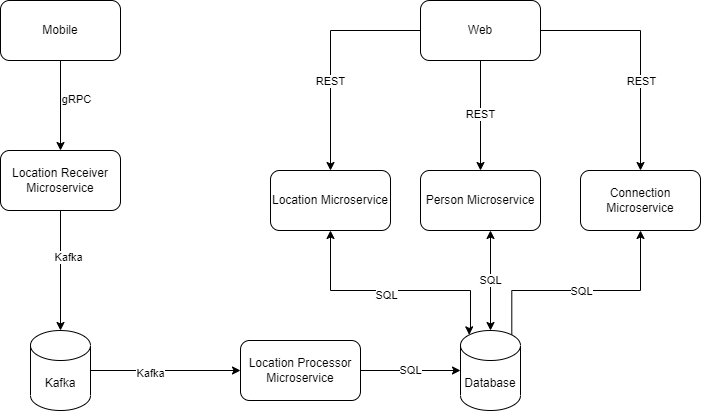 Mobile
Web
gRPC
REST
REST
REST
Location Receiver
Microservice
Location Microservice
Person Microservice
Connection
Microservice
Kafka
SQL
SQL
SQL
Kafka
Kafka
Location Processor
Microservice
SQL
Database